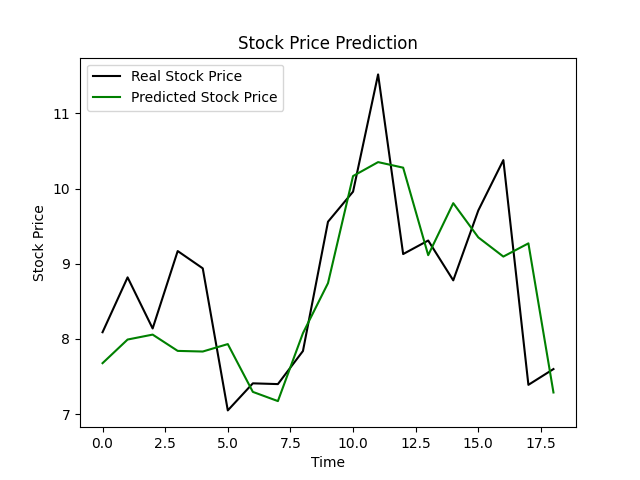 Stock Price Prediction
Real Stock Price
Predicted Stock Price
Stock Price
11
10
9
8
7
0.0 2.5 5.0 7.5 10.0 12.5 15.0 17.5
Time